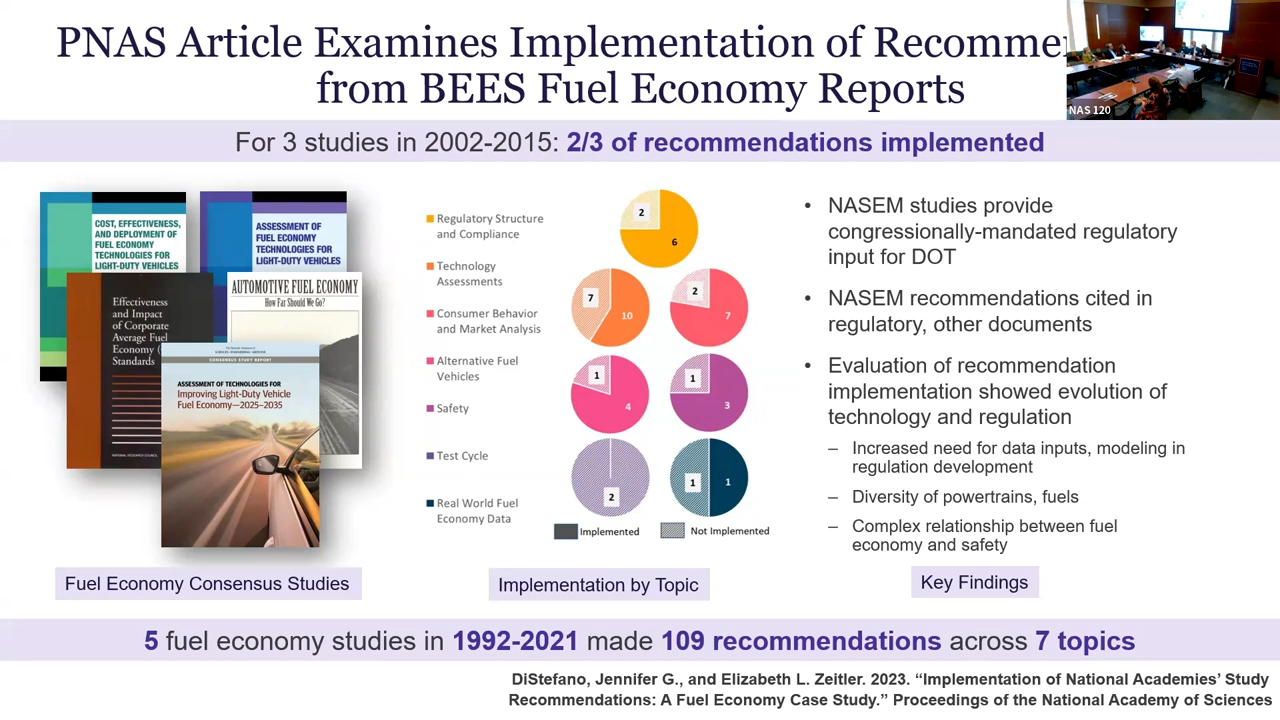 PNAS Article Examines Implementation of
from BEES Fuel Economy Reports
NAS 120
For 3 studies in 2002-2015: 2/3 of recommendations implemented
COST, EFFECTIVENESS,
AND DEPLOYMENT OF
FUEL ECONOMY
TECHNOLOGIES FOR
LIGHT-DUTY VEHICLES
ASSESSMENT OF
FUEL ECONOMY
TECHNOLOGIES FOR
LIGHT-DUTY VEHICLES
Effectiveness
and Impact
of Corporate
Average Fuel
Economy (
Standards
NATIONAL RESEARCH COUNCIL
AUTOMOTIVE FUEL ECONOMY
How Far Should We Go?
CONSENSUS STUDY REPORT
ASSESSMENT OF TECHNOLOGIES FOR
Improving Light-Duty Vehicle
Fuel Economy—2025–2035
Fuel Economy Consensus Studies
Regulatory Structure
and Compliance
Technology
Assessments
Consumer Behavior
and Market Analysis
Alternative Fuel
Vehicles
Safety
Test Cycle
Real World Fuel
Economy Data
2
6
7
10
2
7
1
4
1
3
2
1
1
Implemented
Not Implemented
Implementation by Topic
• NASEM studies provide
congressionally-mandated regulatory
input for DOT
• NASEM recommendations cited in
regulatory, other documents
• Evaluation of recommendation
implementation showed evolution of
technology and regulation
– Increased need for data inputs, modeling in
regulation development
– Diversity of powertrains, fuels
– Complex relationship between fuel
economy and safety
Key Findings
5 fuel economy studies in 1992-2021 made 109 recommendations across 7 topics
DiStefano, Jennifer G., and Elizabeth L. Zeitler. 2023. “Implementation of National Academies’ Study
Recommendations: A Fuel Economy Case Study.” Proceedings of the National Academy of Sciences